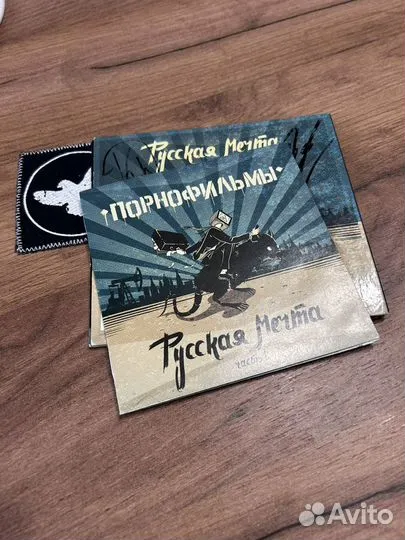 Русская Мечта
•ПОРНОФИЛЬМЫ•
Русская Мечта
часть
Avito